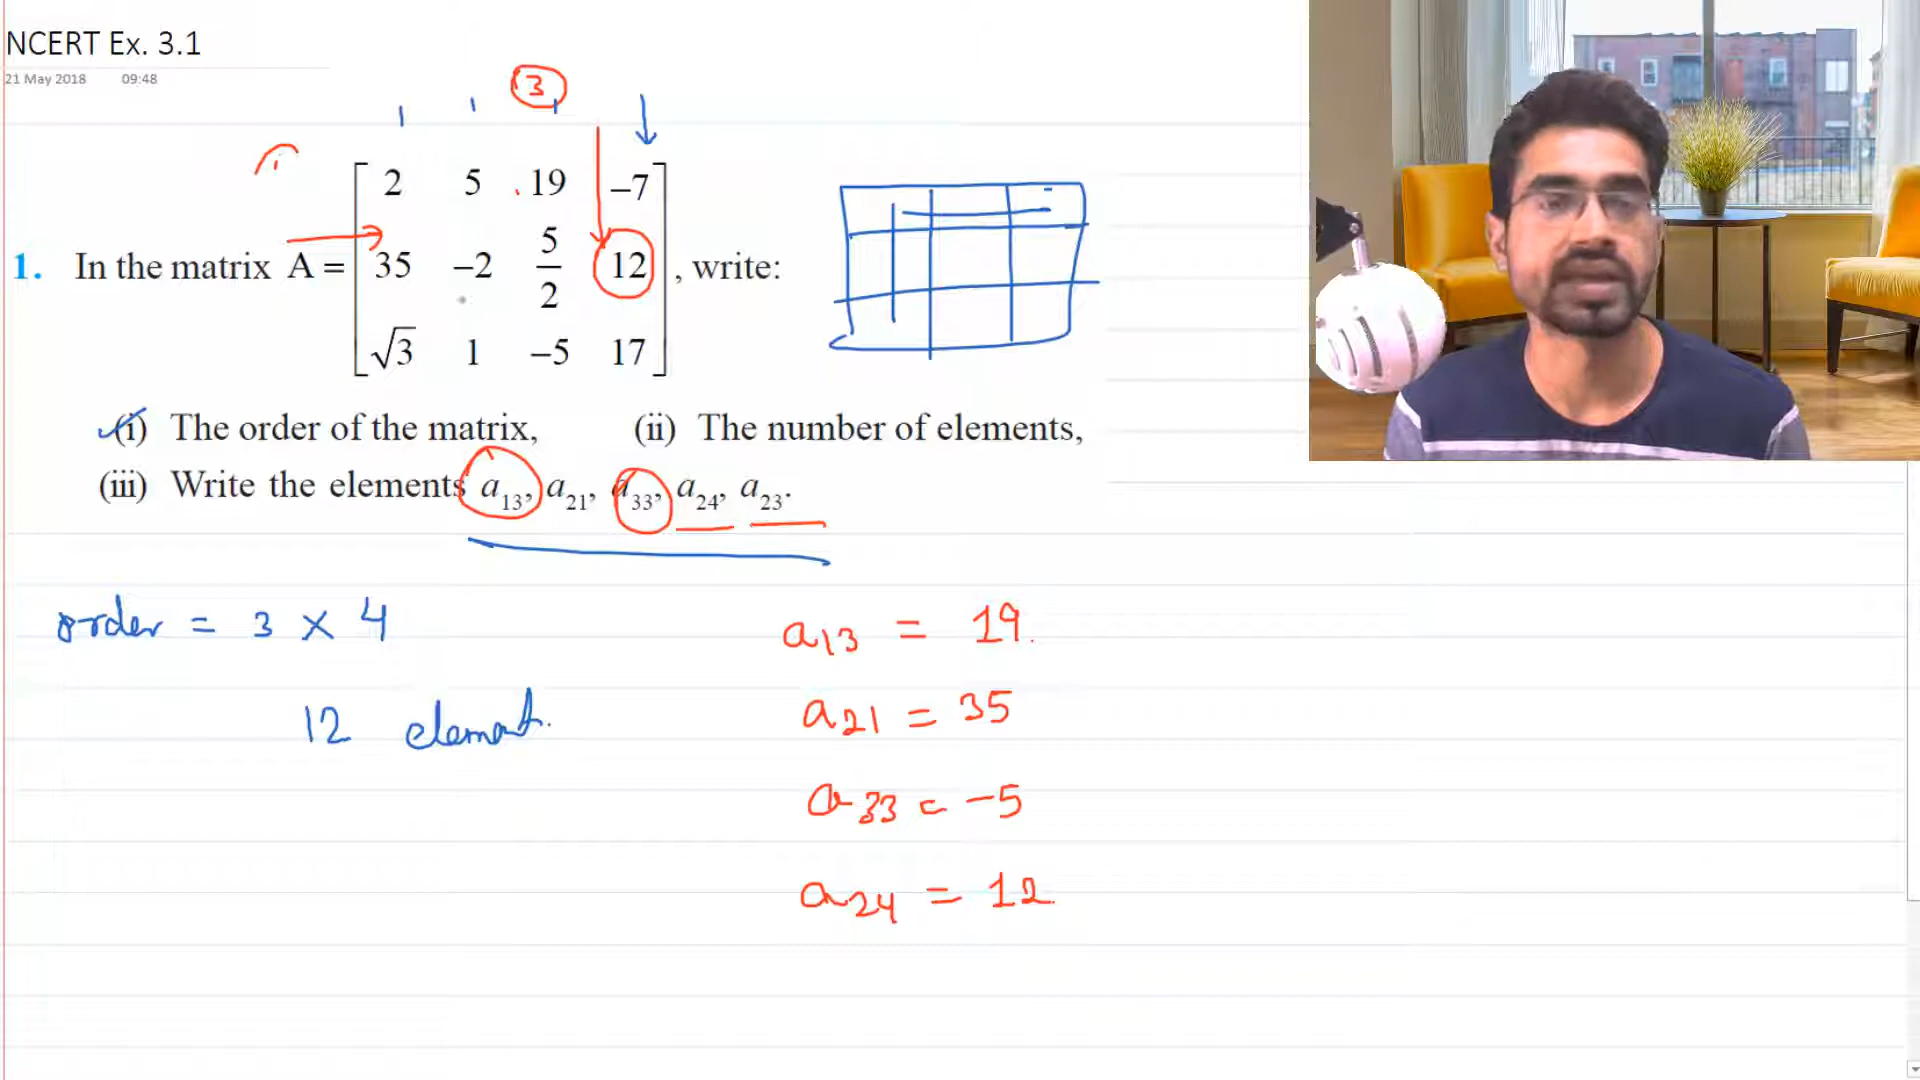 NCERT Ex. 3.1
21 May 2018 09:48
3
2 5 19 –7
1. In the matrix A = 35 –2 5/2 12 , write:
√3 1 –5 17
(i) The order of the matrix, (ii) The number of elements,
(iii) Write the elements a13, a21, a33, a24, a23.
order = 3 × 4
a13 = 19.
12 element.
a21 = 35
a33 = -5
a24 = 12